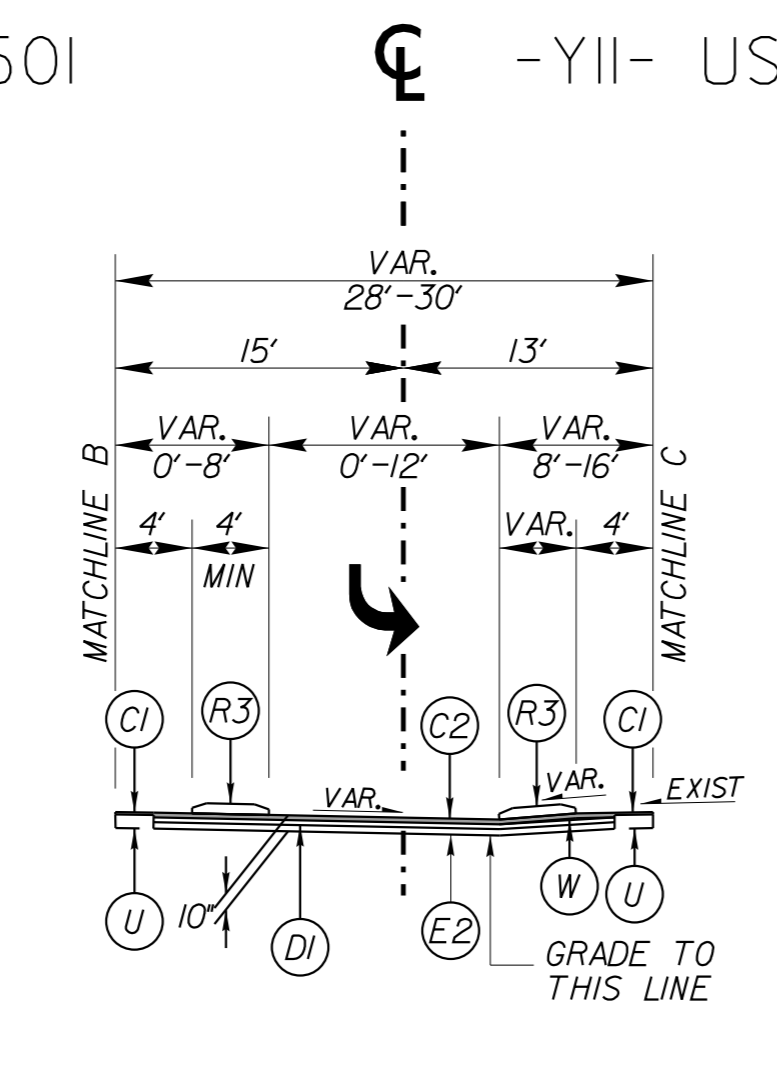 501 CL -Y11- US
VAR.
28'-30'
15' 13'
VAR. VAR. VAR.
0'-8' 0'-12' 8'-16'
MATCHLINE B
MATCHLINE C
4' 4' VAR. 4'
MIN
C1 R3 C2 R3 C1
VAR. VAR. EXIST
U 10" D1 E2 W U
GRADE TO
THIS LINE